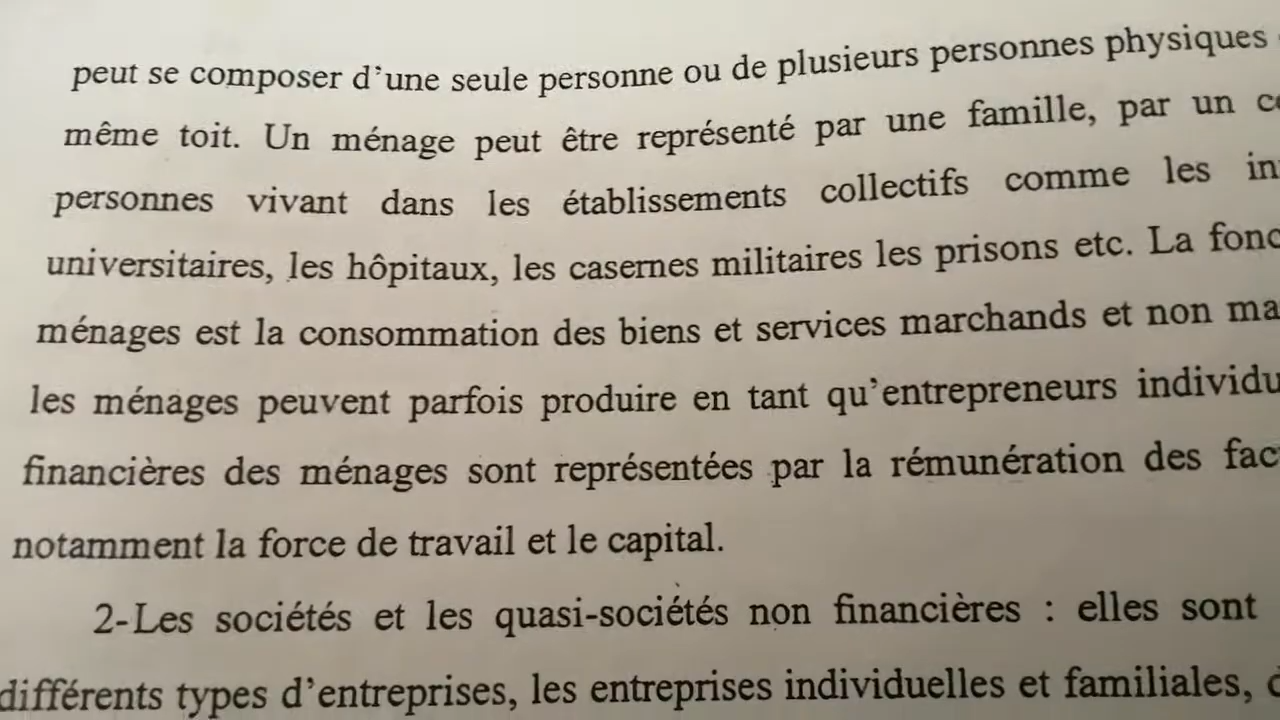 peut se composer d'une seule personne ou de plusieurs personnes physiques
même toit. Un ménage peut être représenté par une famille, par un
personnes vivant dans les établissements collectifs comme les
universitaires, les hôpitaux, les casernes militaires les prisons etc. La
ménages est la consommation des biens et services marchands et non
les ménages peuvent parfois produire en tant qu'entrepreneurs
financières des ménages sont représentées par la rémunération des
notamment la force de travail et le capital.
2-Les sociétés et les quasi-sociétés non financières : elles sont
différents types d'entreprises, les entreprises individuelles et familiales,